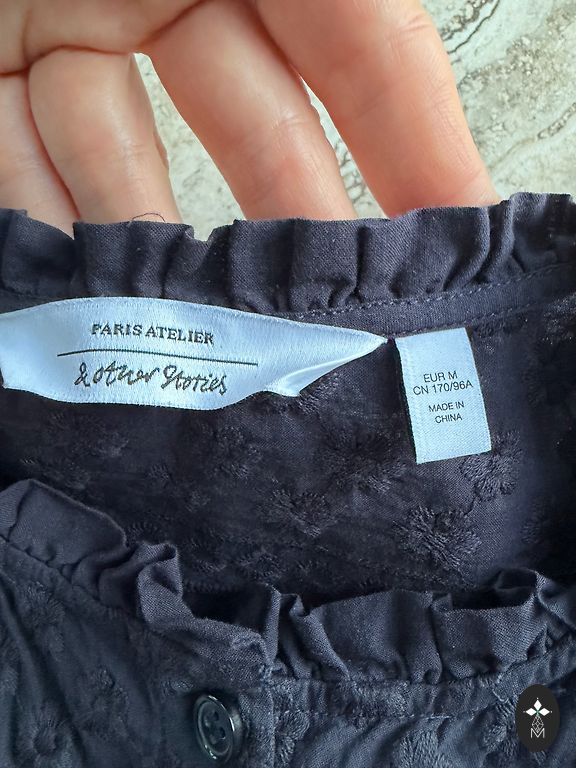 PARIS ATELIER
& other Stories
EUR M
CN 170/96A
MADE IN
CHINA
M